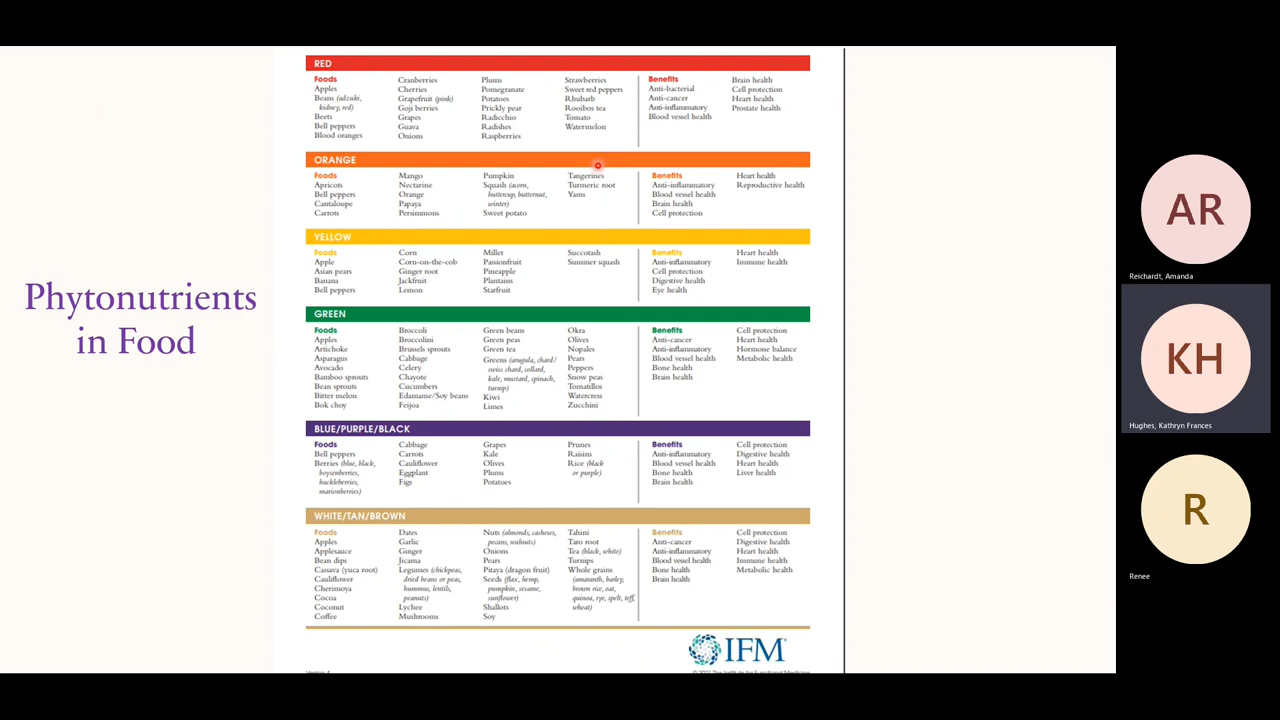 Phytonutrients
in Food
RED
Foods
Apples
Beans (adzuki,
kidney, red)
Beets
Bell peppers
Blood oranges
Cranberries
Cherries
Grapefruit (pink)
Goji berries
Grapes
Guava
Onions
Plums
Pomegranate
Potatoes
Prickly pear
Radicchio
Radishes
Raspberries
Strawberries
Sweet red peppers
Rhubarb
Rooibos tea
Tomato
Watermelon
Benefits
Anti-bacterial
Anti-cancer
Anti-inflammatory
Blood vessel health
Brain health
Cell protection
Heart health
Prostate health
ORANGE
Foods
Apricots
Bell peppers
Cantaloupe
Carrots
Mango
Nectarine
Orange
Papaya
Persimmons
Pumpkin
Squash (acorn,
buttercup, butternut,
winter)
Sweet potato
Tangerines
Turmeric root
Yams
Benefits
Anti-inflammatory
Blood vessel health
Brain health
Cell protection
Heart health
Reproductive health
YELLOW
Foods
Apple
Asian pears
Banana
Bell peppers
Corn
Corn-on-the-cob
Ginger root
Jackfruit
Lemon
Millet
Passionfruit
Pineapple
Plantains
Starfruit
Succotash
Summer squash
Benefits
Anti-inflammatory
Cell protection
Digestive health
Eye health
Heart health
Immune health
GREEN
Foods
Apples
Artichoke
Asparagus
Avocado
Bamboo sprouts
Bean sprouts
Bitter melon
Bok choy
Broccoli
Broccolini
Brussels sprouts
Cabbage
Celery
Chayote
Cucumbers
Edamame/Soy beans
Feijoa
Green beans
Green peas
Green tea
Greens (arugula, chard/
swiss chard, collard,
kale, mustard, spinach,
turnip)
Kiwi
Limes
Okra
Olives
Nopales
Pears
Peppers
Snow peas
Tomatillos
Watercress
Zucchini
Benefits
Anti-cancer
Anti-inflammatory
Blood vessel health
Bone health
Brain health
Cell protection
Heart health
Hormone balance
Metabolic health
BLUE/PURPLE/BLACK
Foods
Bell peppers
Berries (blue, black,
boysenberries,
huckleberries,
marionberries)
Cabbage
Carrots
Cauliflower
Eggplant
Figs
Grapes
Kale
Olives
Plums
Potatoes
Prunes
Raisins
Rice (black
or purple)
Benefits
Anti-inflammatory
Blood vessel health
Bone health
Brain health
Cell protection
Digestive health
Heart health
Liver health
WHITE/TAN/BROWN
Foods
Apples
Applesauce
Bean dips
Cassava (yuca root)
Cauliflower
Cherimoya
Cocoa
Coconut
Coffee
Dates
Garlic
Ginger
Jicama
Legumes (chickpeas,
dried beans or peas,
hummus, lentils,
peanuts)
Lychee
Mushrooms
Nuts (almonds, cashews,
pecans, walnuts)
Onions
Pears
Pitaya (dragon fruit)
Seeds (flax, hemp,
pumpkin, sesame,
sunflower)
Shallots
Soy
Tahini
Taro root
Tea (black, white)
Turnips
Whole grains
(amaranth, barley,
brown rice, oat,
quinoa, rye, spelt, teff,
wheat)
Benefits
Anti-cancer
Anti-inflammatory
Blood vessel health
Bone health
Brain health
Cell protection
Digestive health
Heart health
Immune health
Metabolic health
IFM
AR
Reichardt, Amanda
KH
Hughes, Kathryn Frances
R
Renee